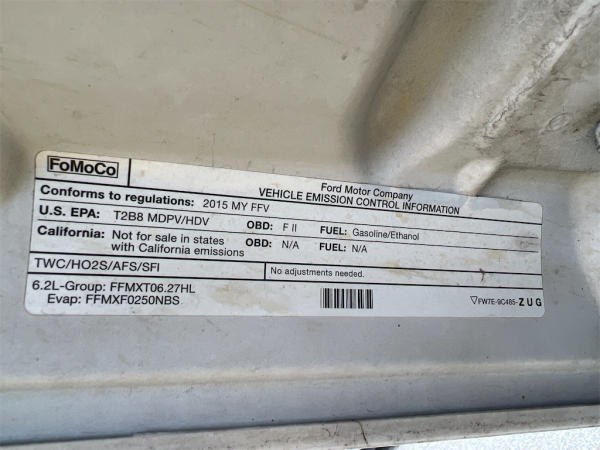 FoMoCo
Ford Motor Company
VEHICLE EMISSION CONTROL INFORMATION
Conforms to regulations: 2015 MY FFV
U.S. EPA: T2B8 MDPV/HDV OBD: F II FUEL: Gasoline/Ethanol
California: Not for sale in states with California emissions OBD: N/A FUEL: N/A
TWC/HO2S/AFS/SFI No adjustments needed.
6.2L-Group: FFMXT06.27HL
Evap: FFMXF0250NBS
▽FW7E-9C485-ZUG